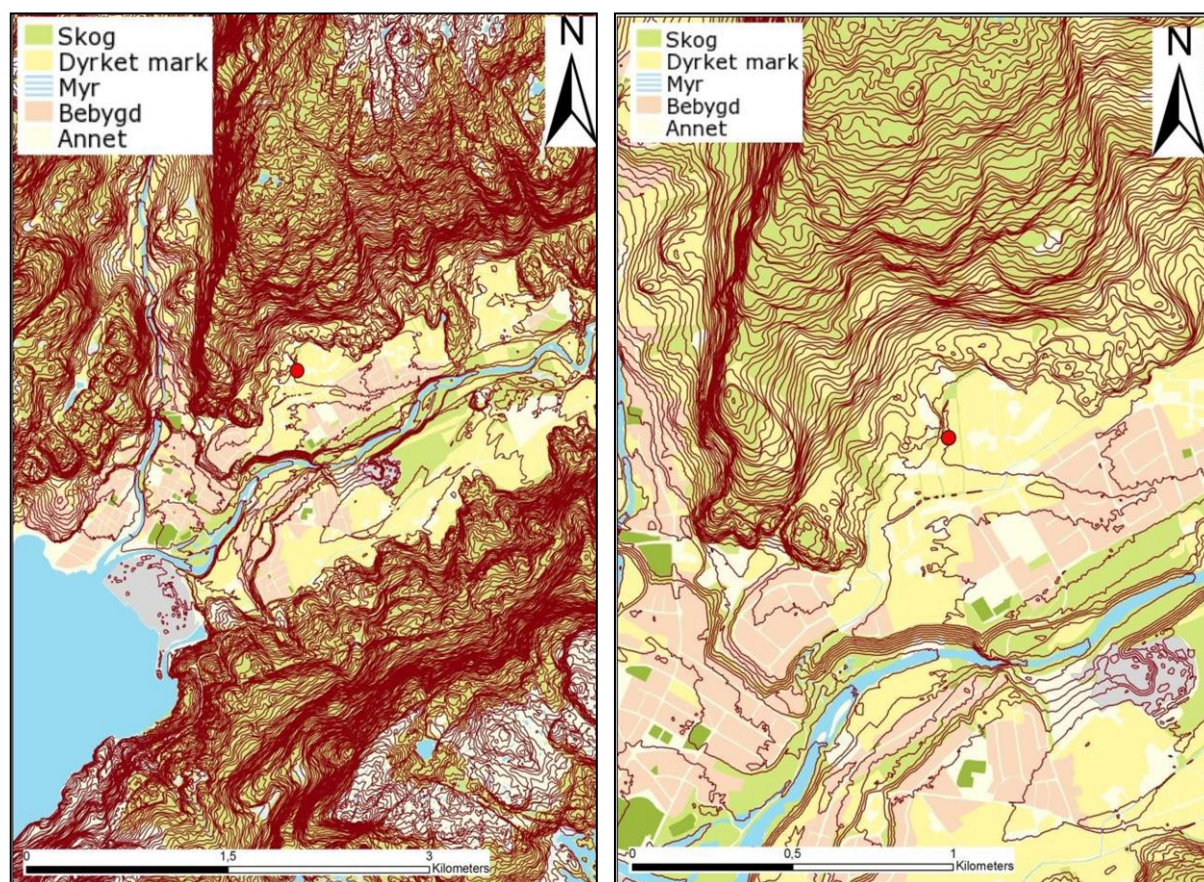 Skog
Dyrket mark
Myr
Bebygd
Annet
N
0
1,5
3
Kilometers
Skog
Dyrket mark
Myr
Bebygd
Annet
N
0
0,5
1
Kilometers